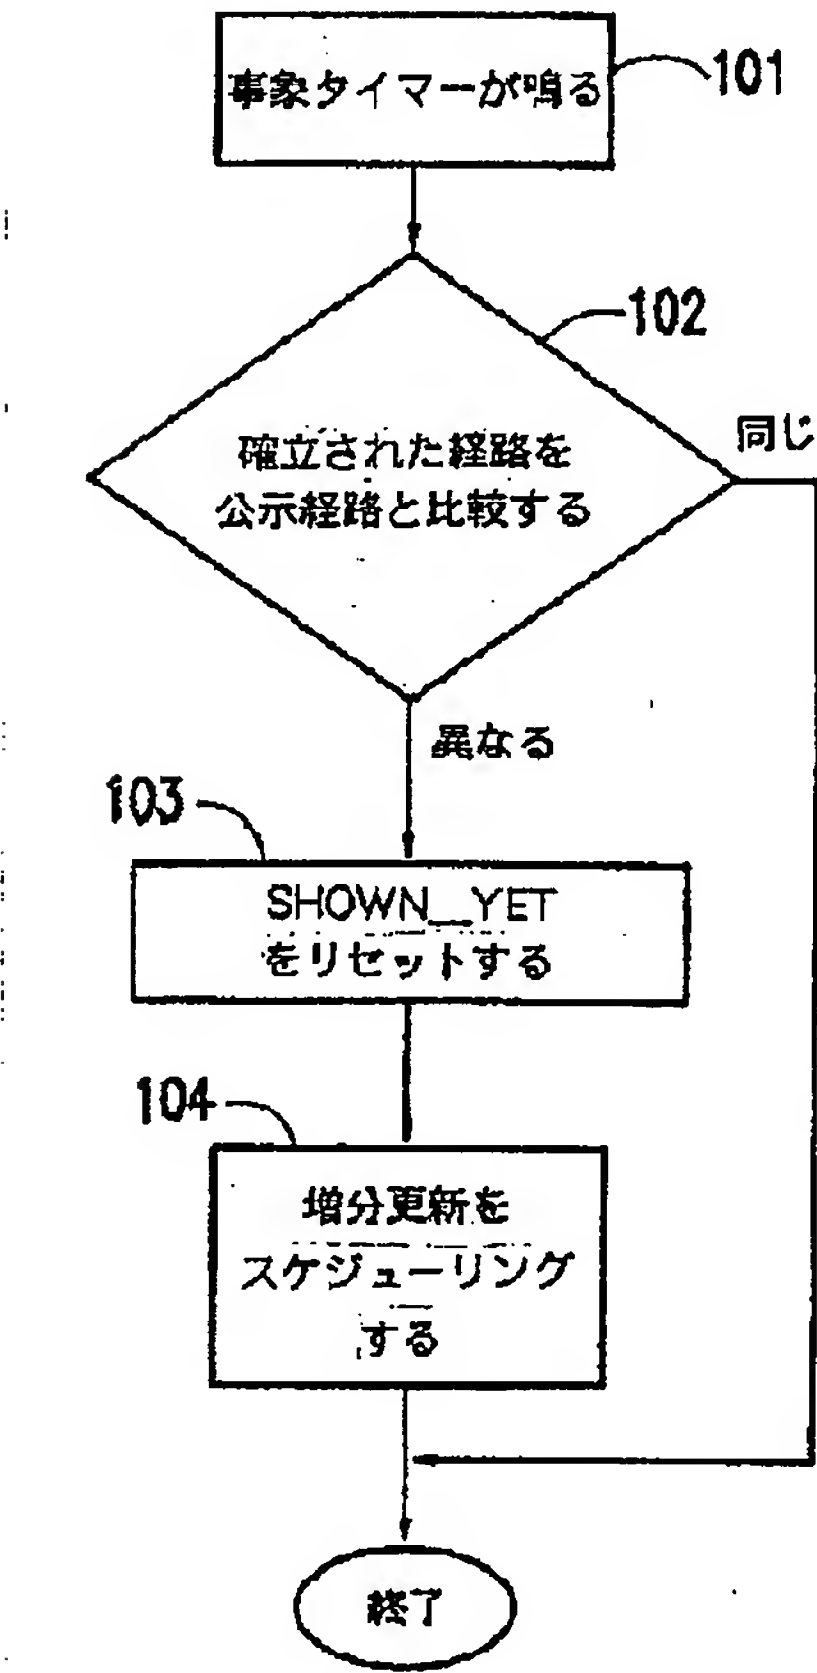 事象タイマーが鳴る
101
102
確立された経路を
公示経路と比較する
同じ
異なる
103
SHOWN_YET
をリセットする
104
増分更新を
スケジューリング
する
終了